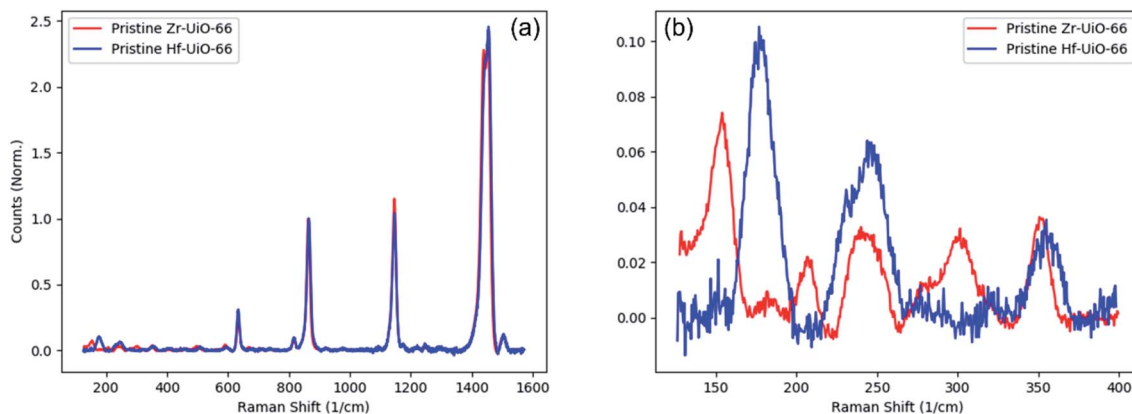 Pristine Zr-UiO-66
Pristine Hf-UiO-66
(a)
2.5
2.0
1.5
1.0
0.5
0.0
Counts (Norm.)
200
400
600
800
1000
1200
1400
1600
Raman Shift (1/cm)
(b)
Pristine Zr-UiO-66
Pristine Hf-UiO-66
0.10
0.08
0.06
0.04
0.02
0.00
150
200
250
300
350
400
Raman Shift (1/cm)